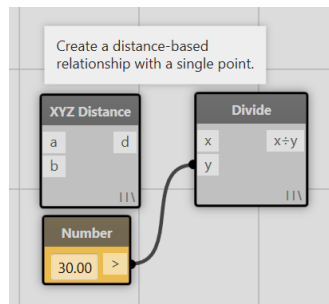 Create a distance-based
relationship with a single point.
XYZ Distance
a d
b
Divide
x x÷y
y
Number
30.00 >